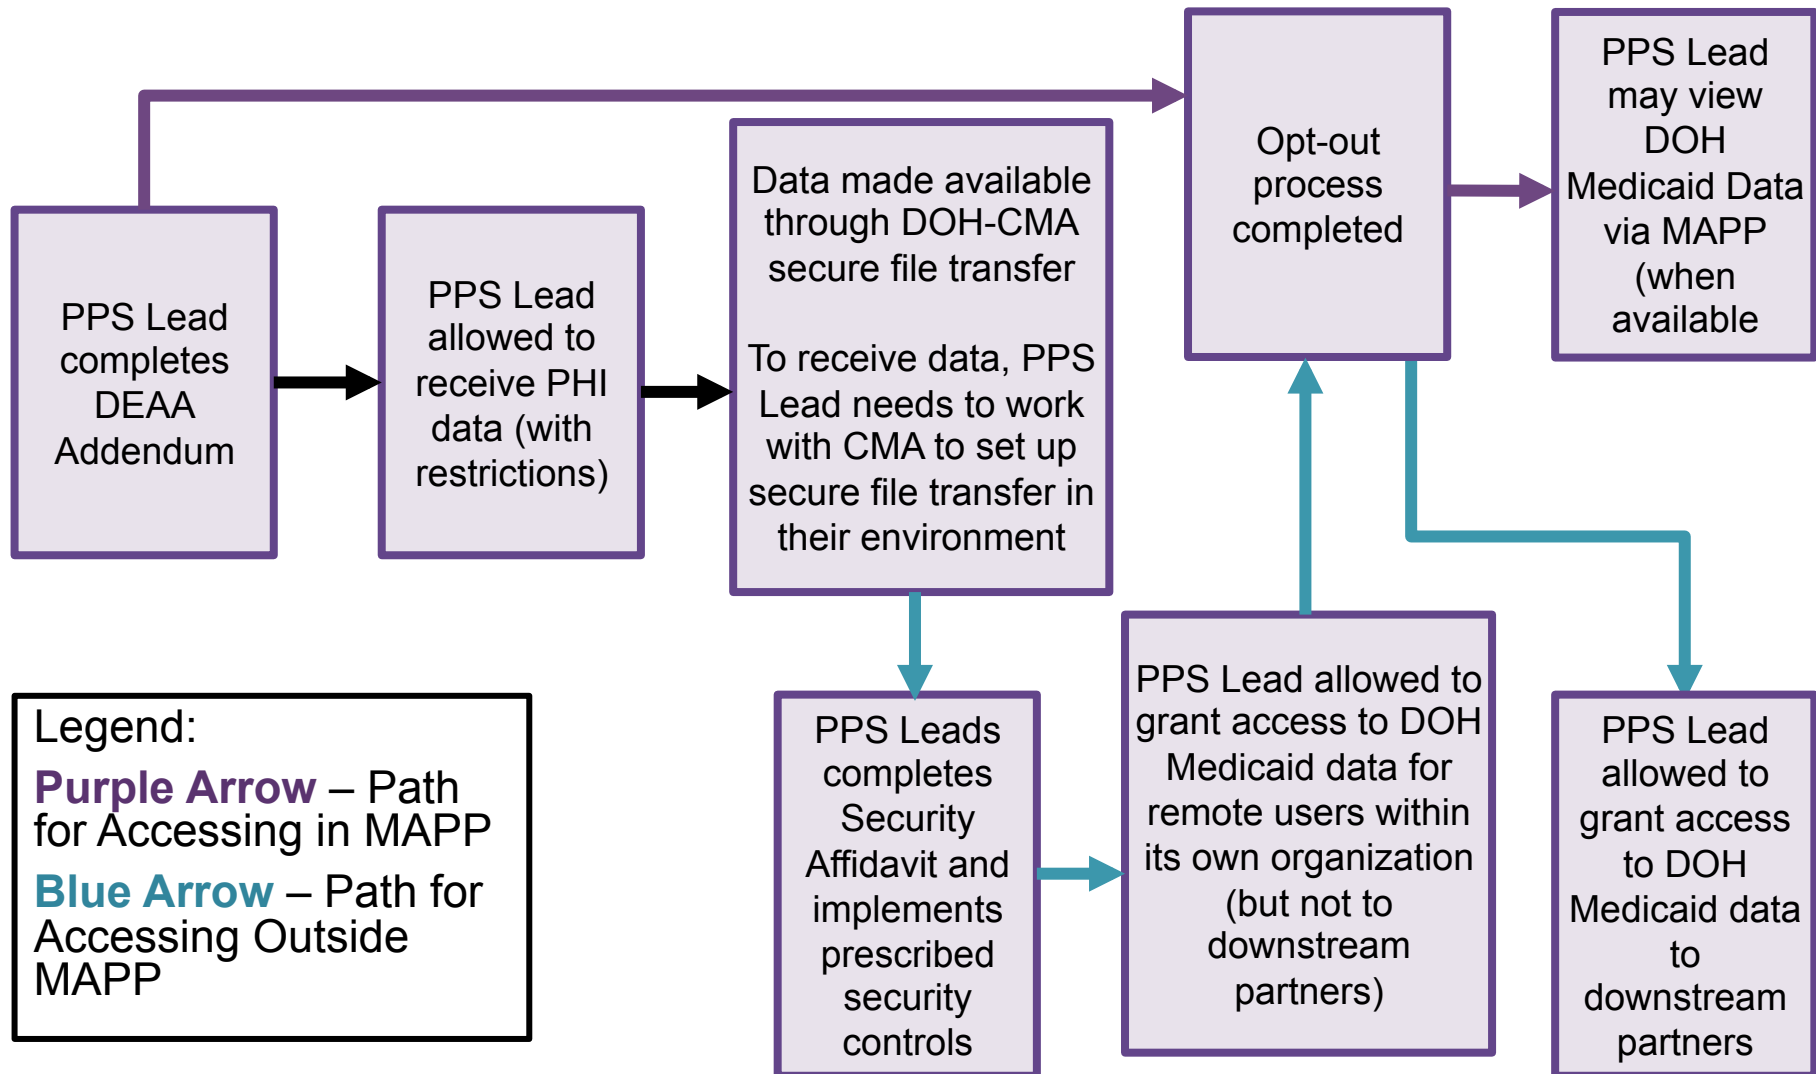 PPS Lead
completes
DEAA
Addendum
PPS Lead
allowed to
receive PHI
data (with
restrictions)
Data made available
through DOH-CMA
secure file transfer
To receive data, PPS
Lead needs to work
with CMA to set up
secure file transfer in
their environment
Opt-out
process
completed
PPS Lead
may view
DOH
Medicaid Data
via MAPP
(when
available
Legend:
Purple Arrow – Path
for Accessing in MAPP
Blue Arrow – Path for
Accessing Outside
MAPP
PPS Leads
completes
Security
Affidavit and
implements
prescribed
security
controls
PPS Lead allowed to
grant access to DOH
Medicaid data for
remote users within
its own organization
(but not to
downstream
partners)
PPS Lead
allowed to
grant access
to DOH
Medicaid data
to
downstream
partners